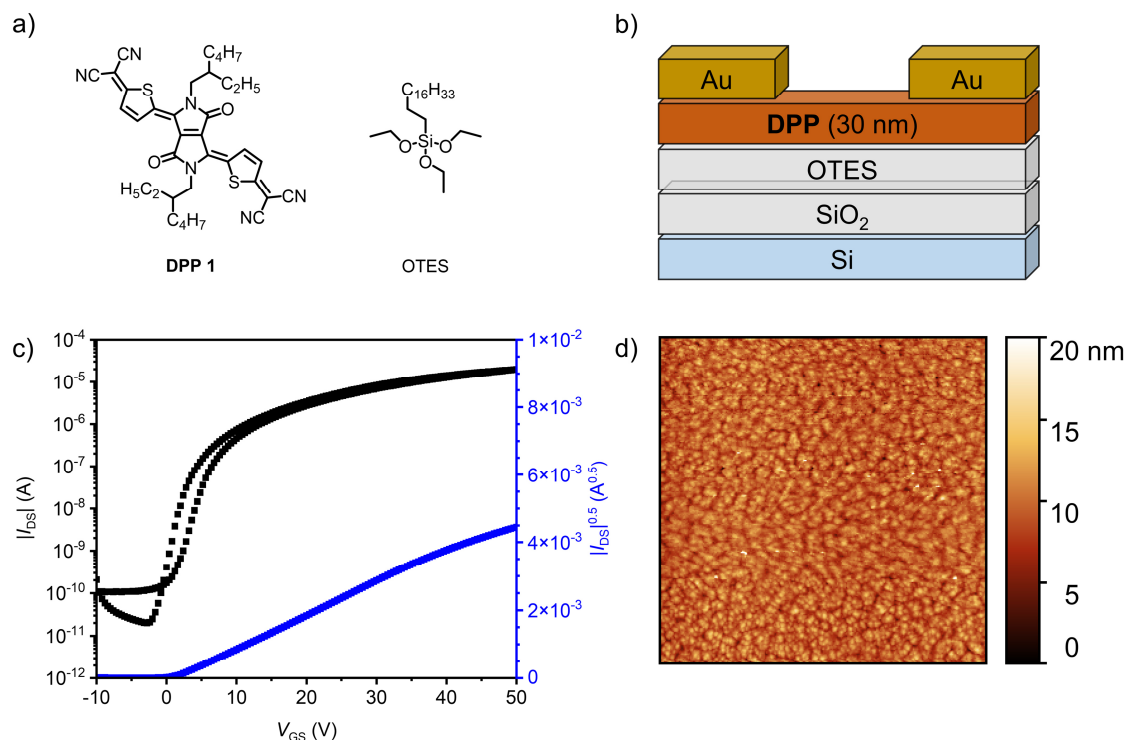 a)
CN
NC
S
C₄H₇
C₂H₅
N
O
O
N
H₅C₂
C₄H₇
S
CN
NC
DPP 1
C₁₆H₃₃
O
Si
O
O
OTES
b)
Au
Au
DPP (30 nm)
OTES
SiO₂
Si
c)
|I_DS| (A)
10⁻⁴
10⁻⁵
10⁻⁶
10⁻⁷
10⁻⁸
10⁻⁹
10⁻¹⁰
10⁻¹¹
10⁻¹²
-10
0
10
20
30
40
50
V_GS (V)
1×10⁻²
8×10⁻³
6×10⁻³
4×10⁻³
2×10⁻³
0
|I_DS|⁰·⁵ (A⁰·⁵)
d)
20 nm
15
10
5
0